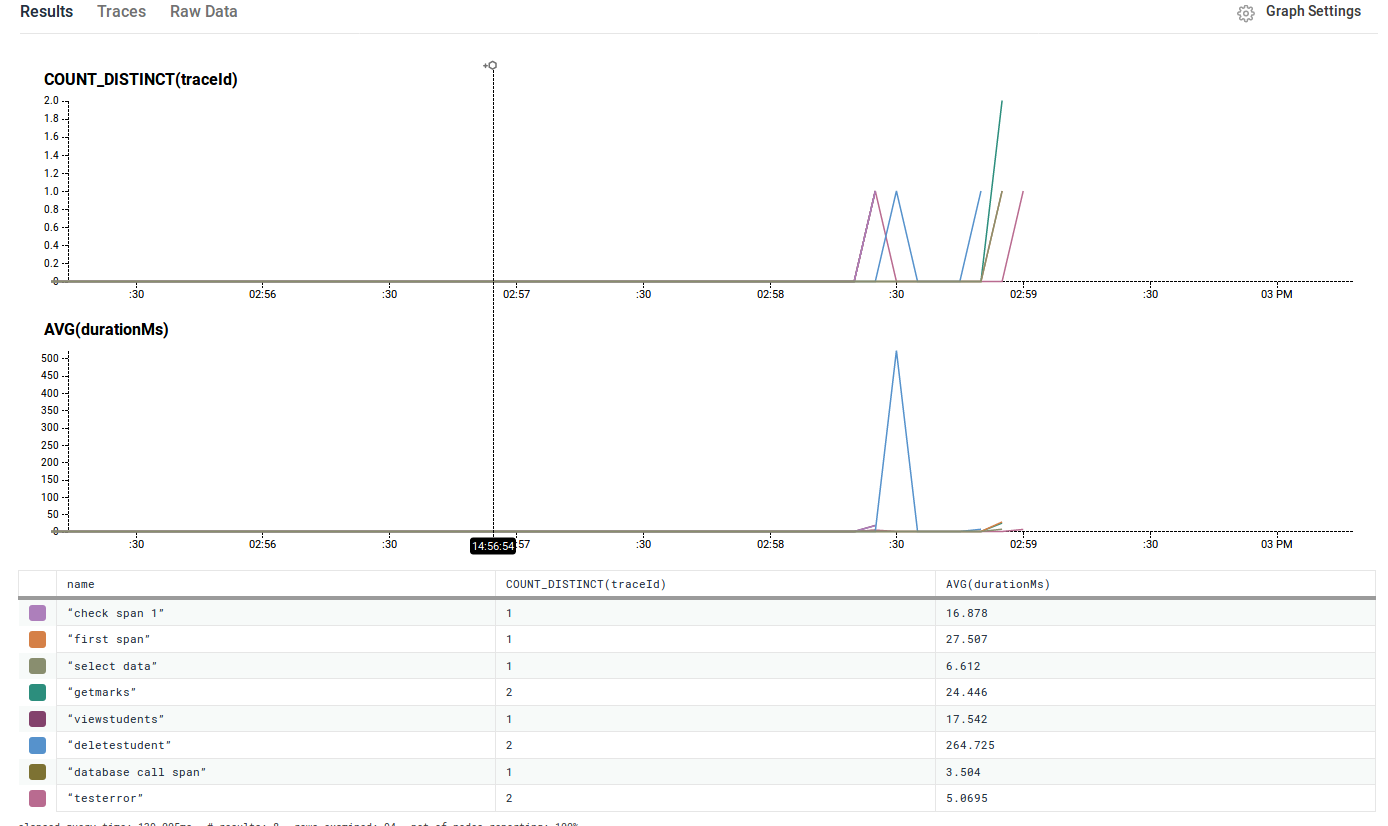 Results Traces Raw Data Graph Settings
COUNT_DISTINCT(traceId)
2.0
1.8
1.6
1.4
1.2
1.0
0.8
0.6
0.4
0.2
0
:30 02:56 :30 02:57 :30 02:58 :30 02:59 :30 03 PM
AVG(durationMs)
500
450
400
350
300
250
200
150
100
50
0
:30 02:56 :30 14:56:54 :57 :30 02:58 :30 02:59 :30 03 PM
name COUNT_DISTINCT(traceId) AVG(durationMs)
“check span 1” 1 16.878
“first span” 1 27.507
“select data” 1 6.612
“getmarks” 2 24.446
“viewstudents” 1 17.542
“deletestudent” 2 264.725
“database call span” 1 3.504
“testerror” 2 5.0695